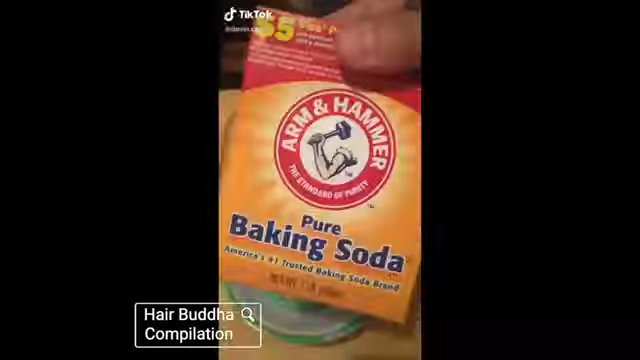 TikTok
$5
ARM & HAMMER
THE STANDARD OF PURITY
Pure
Baking Soda
America's #1 Trusted Baking Soda Brand
Hair Buddha
Compilation